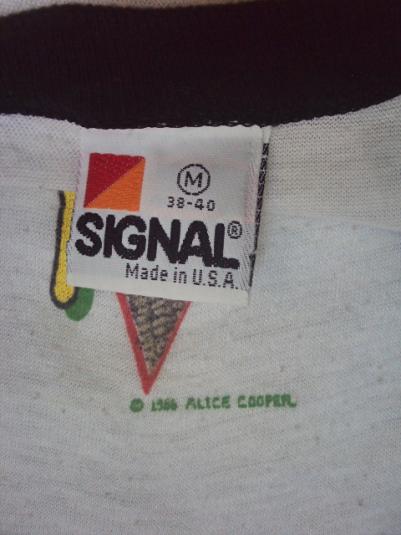 M
38-40
SIGNAL®
Made in U.S.A.
© 1986 ALICE COOPER